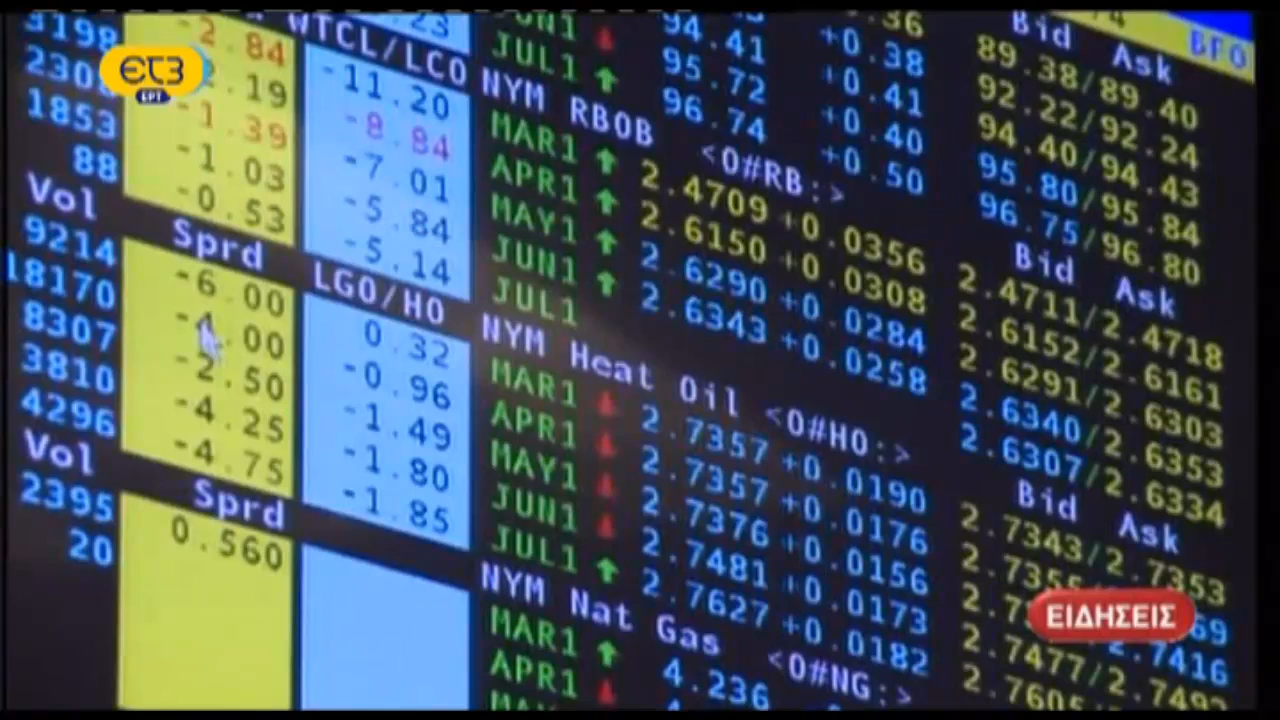 ET3
ΕΡΤ
BFO
Bid Ask
+0.36 89.38/89.40
+0.38 92.22/92.24
94.41 +0.41 94.40/94.43
JUN1 95.72 +0.40 95.80/95.84
JUL1 96.74 +0.50 96.75/96.80
WTCL/LCO NYM RBOB <0#RB:> Bid Ask
-2.84 -11.20 MAR1 2.4709 +0.0356 2.4711/2.4718
3198 -2.19 -8.84 APR1 2.6150 +0.0308 2.6152/2.6161
-1.39 -7.01 MAY1 2.6290 +0.0284 2.6291/2.6303
1853 -1.03 -5.84 JUN1 2.6343 +0.0258 2.6340/2.6353
88 -0.53 -5.14 JUL1 2.6307/2.6334
Vol Sprd LGO/HO NYM Heat Oil <0#HO:> Bid Ask
9214 -6.00 0.32 MAR1 2.7357 +0.0190 2.7343/2.7353
18170 -4.00 -0.96 APR1 2.7357 +0.0176
8307 -2.50 -1.49 MAY1 2.7376 +0.0156 2.7416
3810 -4.25 -1.80 JUN1 2.7481 +0.0173 2.7477/
4296 -4.75 -1.85 JUL1 2.7627 +0.0182 2.7605
Vol Sprd NYM Nat Gas <0#NG:>
2395 0.560 MAR1 4.236
20 APR1
ΕΙΔΗΣΕΙΣ